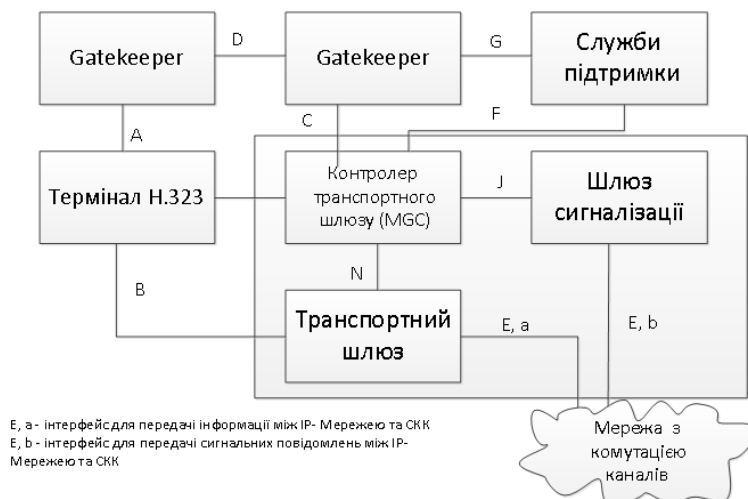 D
G
Gatekeeper
Gatekeeper
Служби
підтримки
A
C
F
Термінал H.323
Контролер
транспортного
шлюзу (MGC)
J
Шлюз
сигналізації
B
N
Транспортний
шлюз
E, a
E, b
E, a - інтерфейс для передачі інформації між IP- Мережею та СКК
E, b - інтерфейс для передачі сигнальних повідомлень між IP-
Мережею та СКК
Мережа з
комутацією
каналів